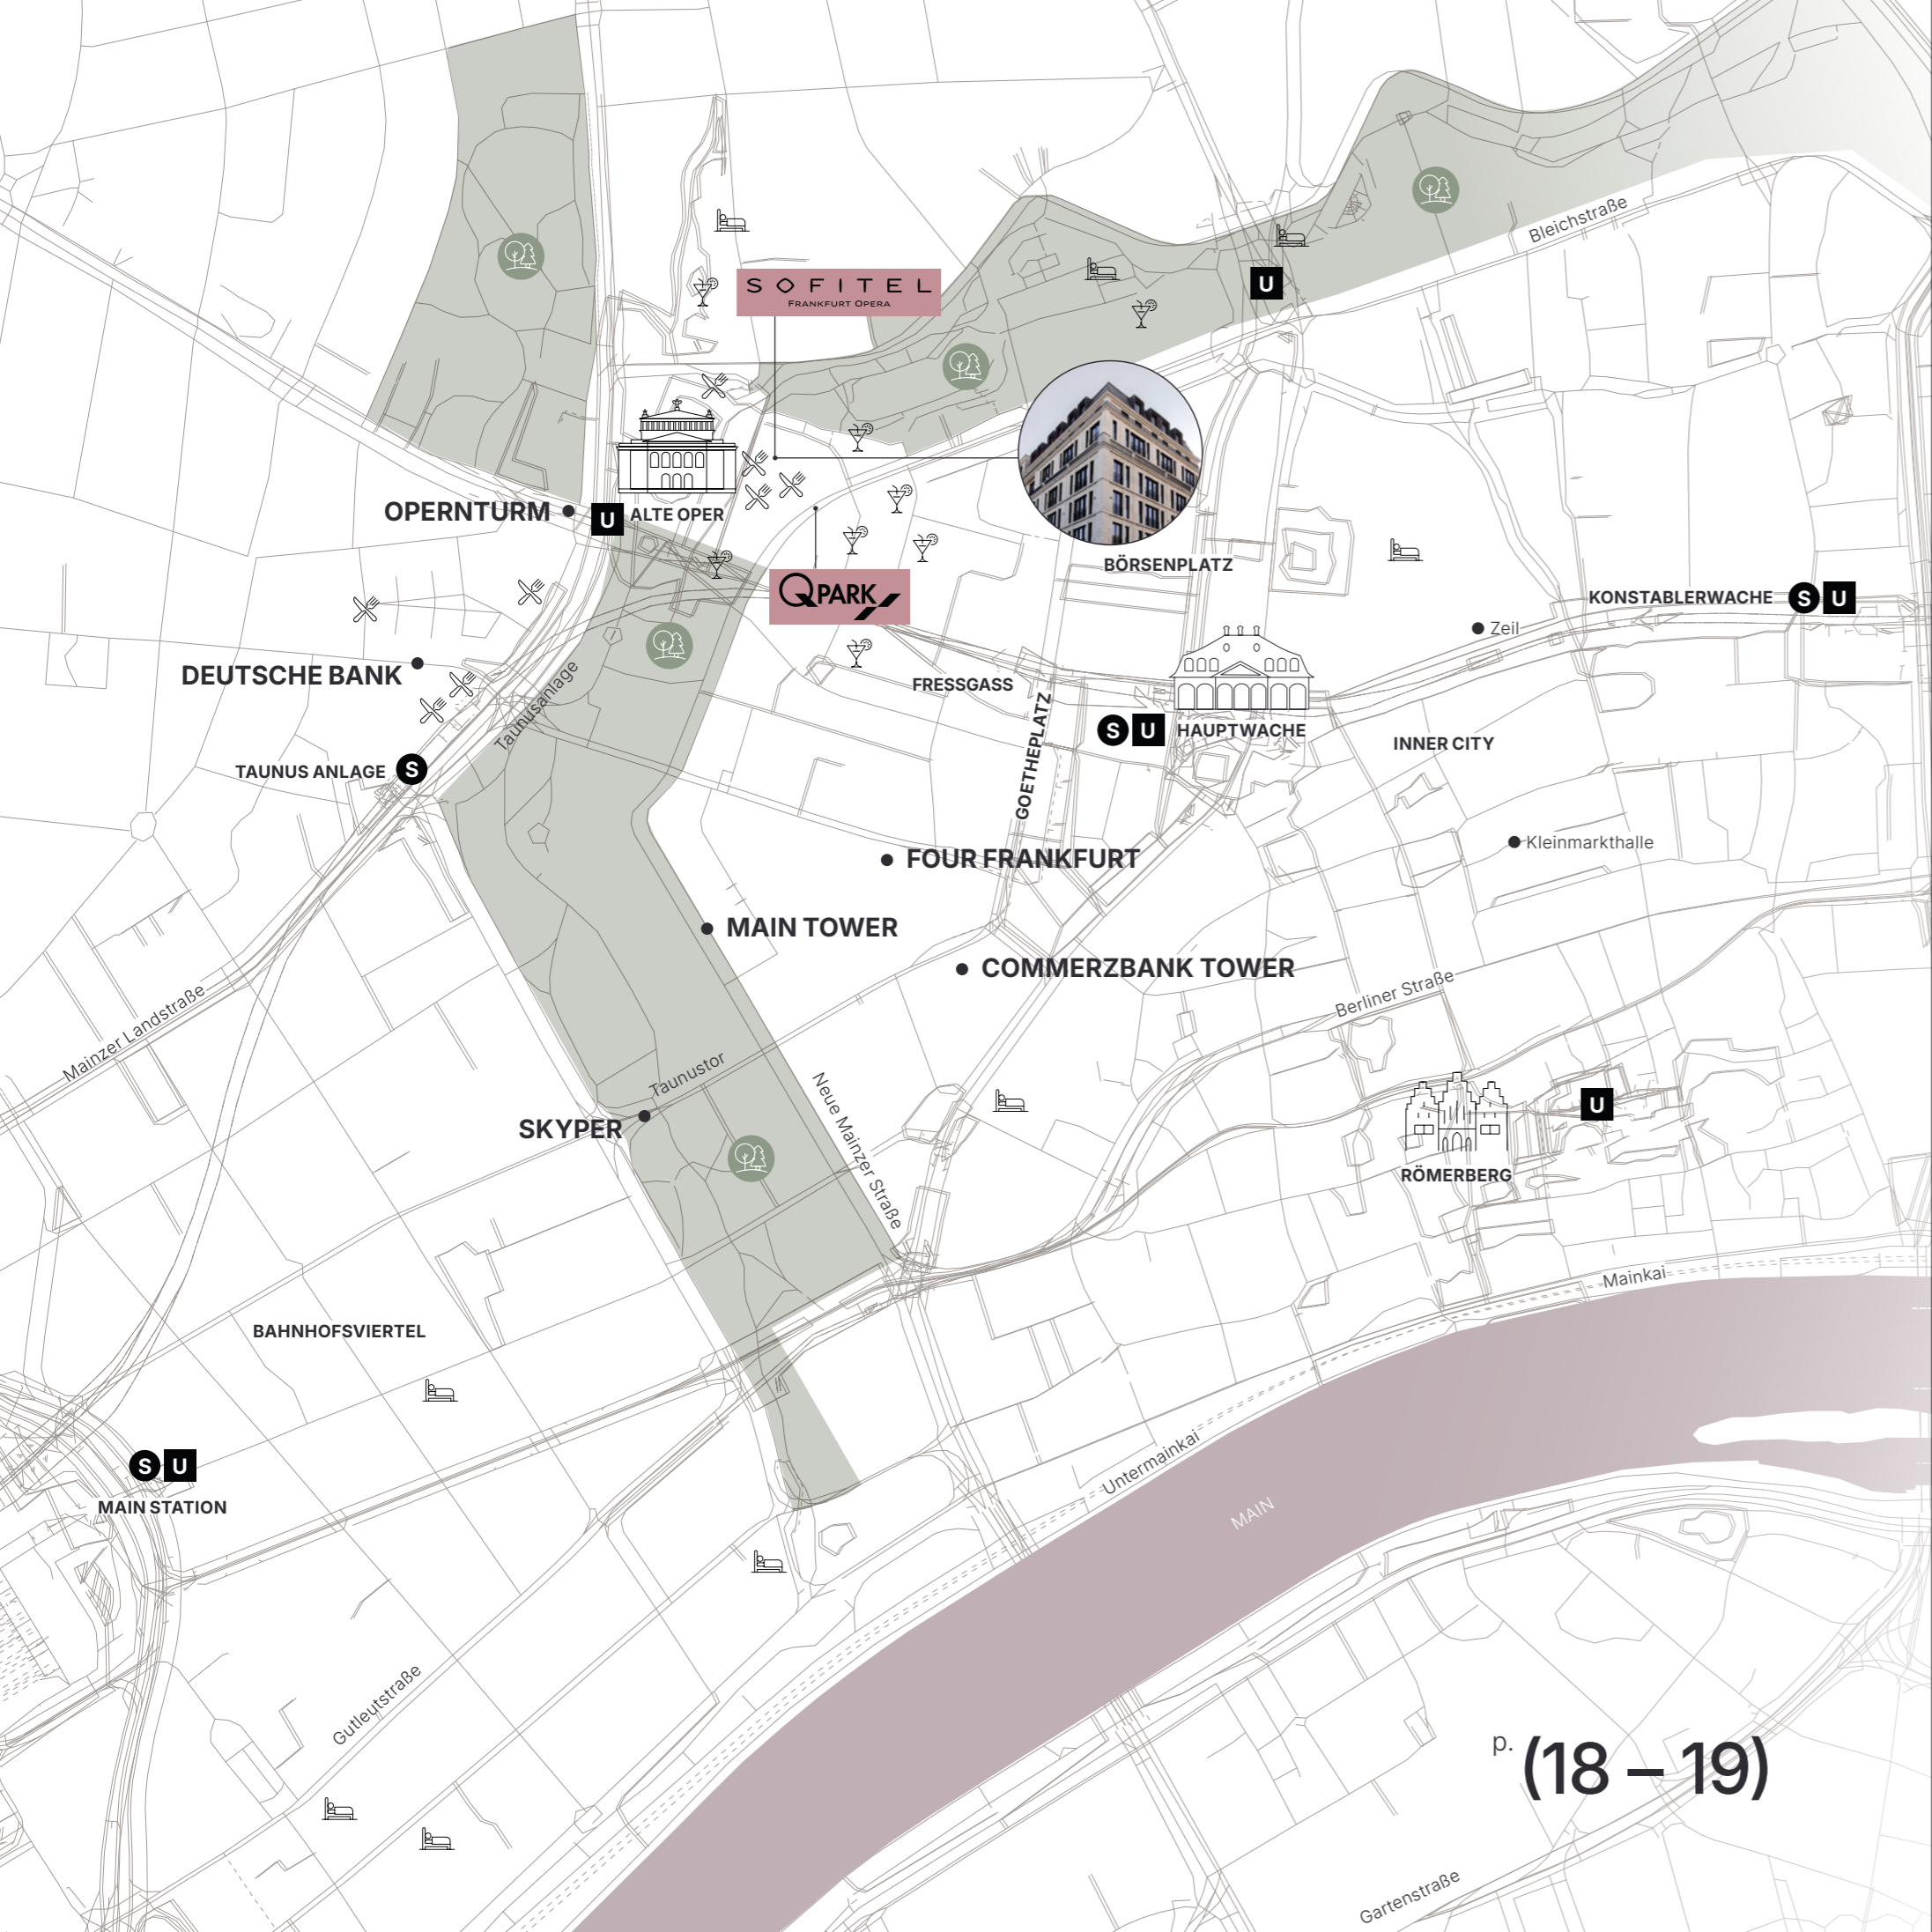 Bleichstraße
U
SOFITEL
FRANKFURT OPERA
OPERNTURM
U
ALTE OPER
BÖRSENPLATZ
QPARK
KONSTABLERWACHE
S
U
Zeil
DEUTSCHE BANK
FRESSGASS
Taunusanlage
GOETHEPLATZ
S
U
HAUPTWACHE
INNER CITY
TAUNUS ANLAGE
S
Kleinmarkthalle
FOUR FRANKFURT
MAIN TOWER
COMMERZBANK TOWER
Berliner Straße
Mainzer Landstraße
Taunustor
SKYPER
Neue Mainzer Straße
U
RÖMERBERG
Mainkai
BAHNHOFSVIERTEL
S
U
MAIN STATION
Untermainkai
MAIN
Gutleutstraße
p. (18 – 19)
Gartenstraße